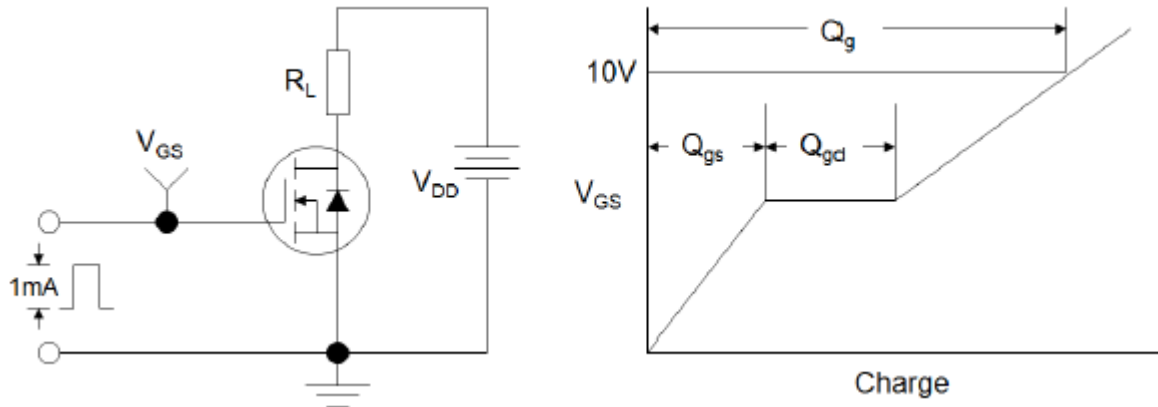 R_L
V_GS
V_DD
1mA
Q_g
10V
Q_gs
Q_gd
V_GS
Charge